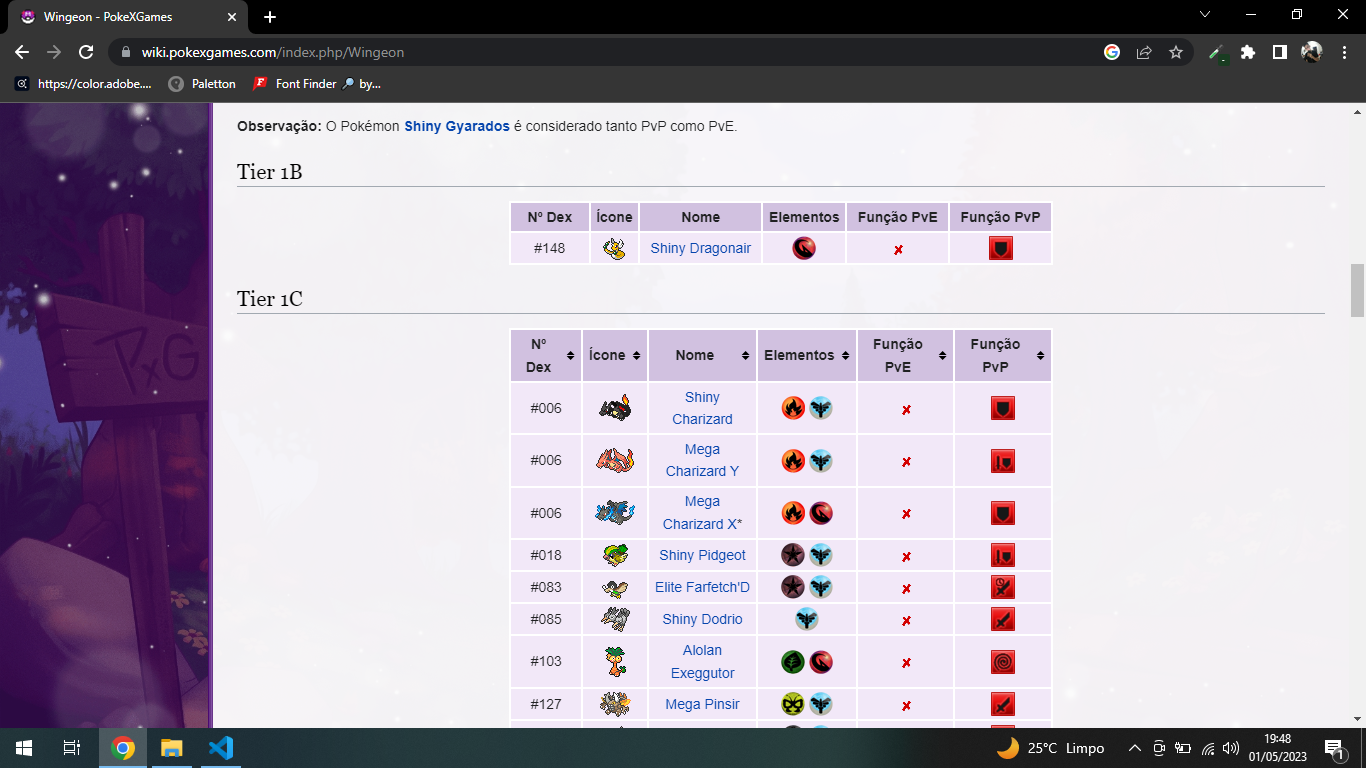 Wingeon - PokeXGames
wiki.pokexgames.com/index.php/Wingeon
https://color.adobe.... Paletton Font Finder 🔎 by...
Observação: O Pokémon Shiny Gyarados é considerado tanto PvP como PvE.
Tier 1B
Nº Dex Ícone Nome Elementos Função PvE Função PvP
#148 Shiny Dragonair
Tier 1C
Nº
Dex Ícone Nome Elementos Função
PvE Função
PvP
#006 Shiny
Charizard
#006 Mega
Charizard Y
#006 Mega
Charizard X*
#018 Shiny Pidgeot
#083 Elite Farfetch'D
#085 Shiny Dodrio
#103 Alolan
Exeggutor
#127 Mega Pinsir
PxG
25°C Limpo
19:48
01/05/2023
1